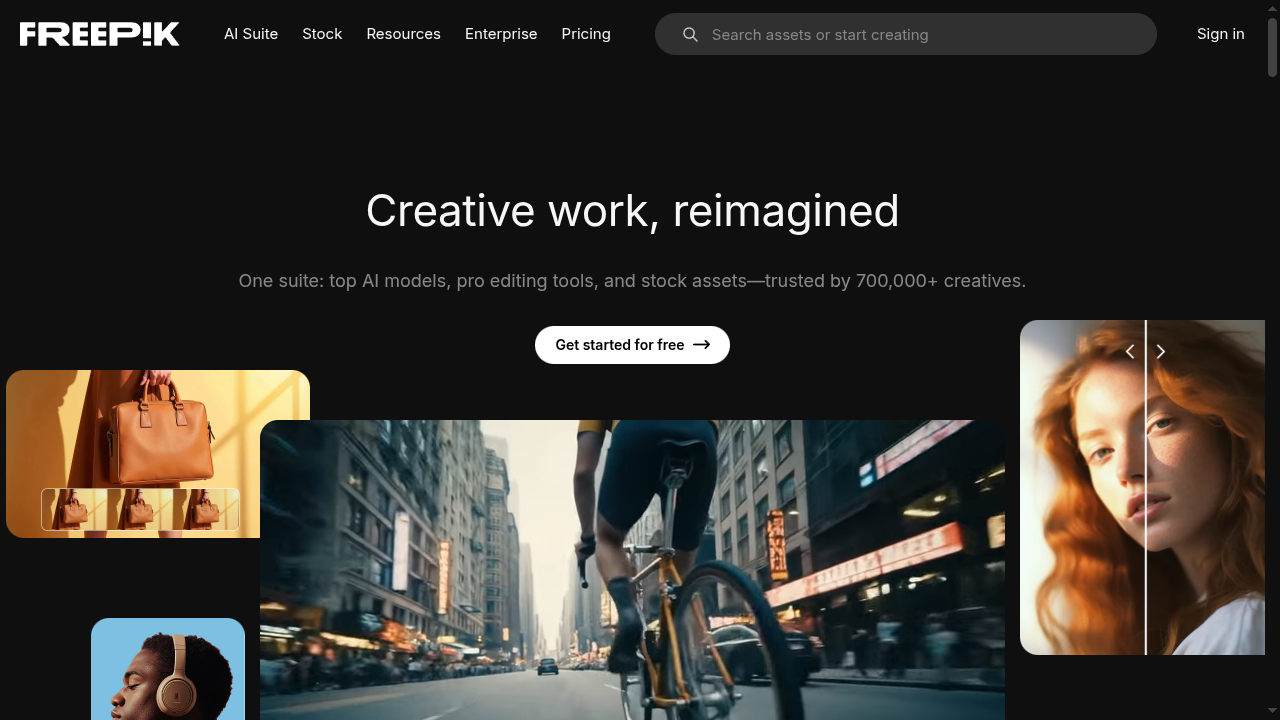 FREEPIK
AI Suite
Stock
Resources
Enterprise
Pricing
Search assets or start creating
Sign in
Creative work, reimagined
One suite: top AI models, pro editing tools, and stock assets—trusted by 700,000+ creatives.
Get started for free